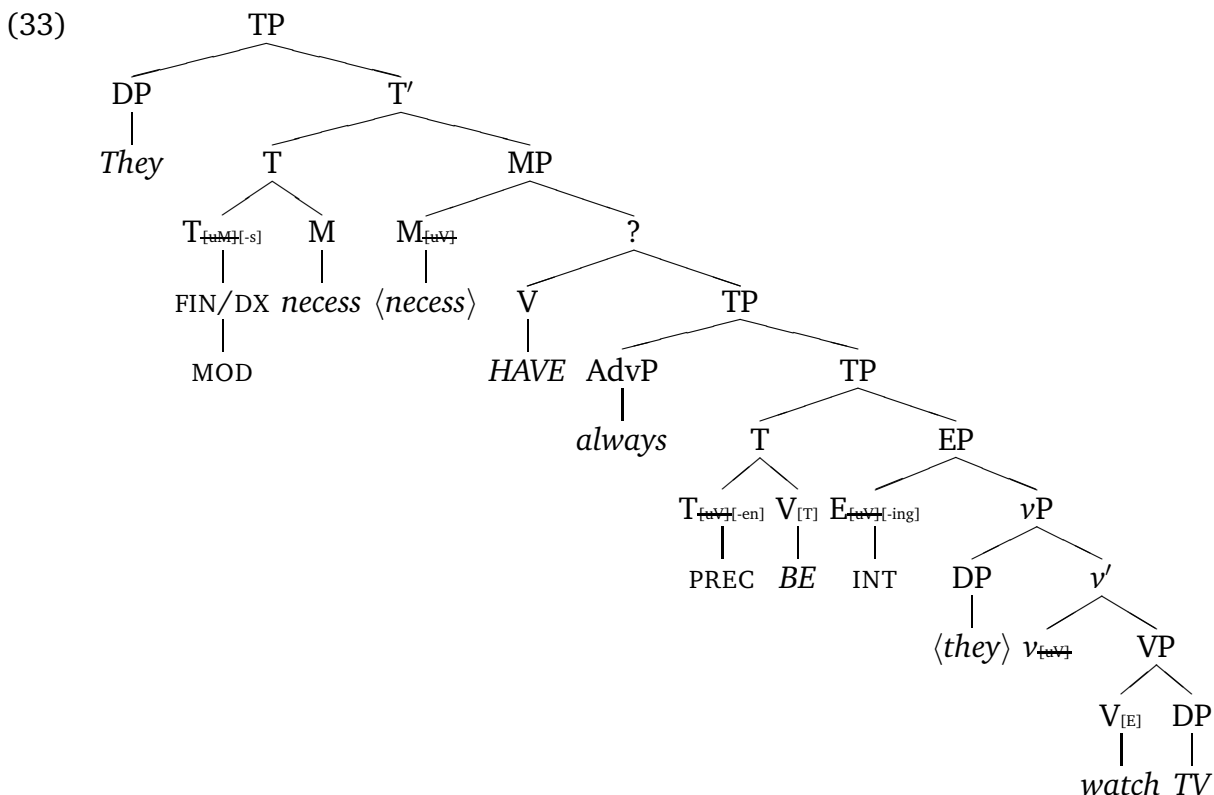 (33) TP
DP T′
They T MP
T[uM][-s] M M[uV] ?
FIN/DX necess ⟨necess⟩ V TP
MOD HAVE AdvP TP
always T EP
T[uV][-en] V[T] E[uV][-ing] vP
PREC BE INT DP v′
⟨they⟩ v[uV] VP
V[E] DP
watch TV